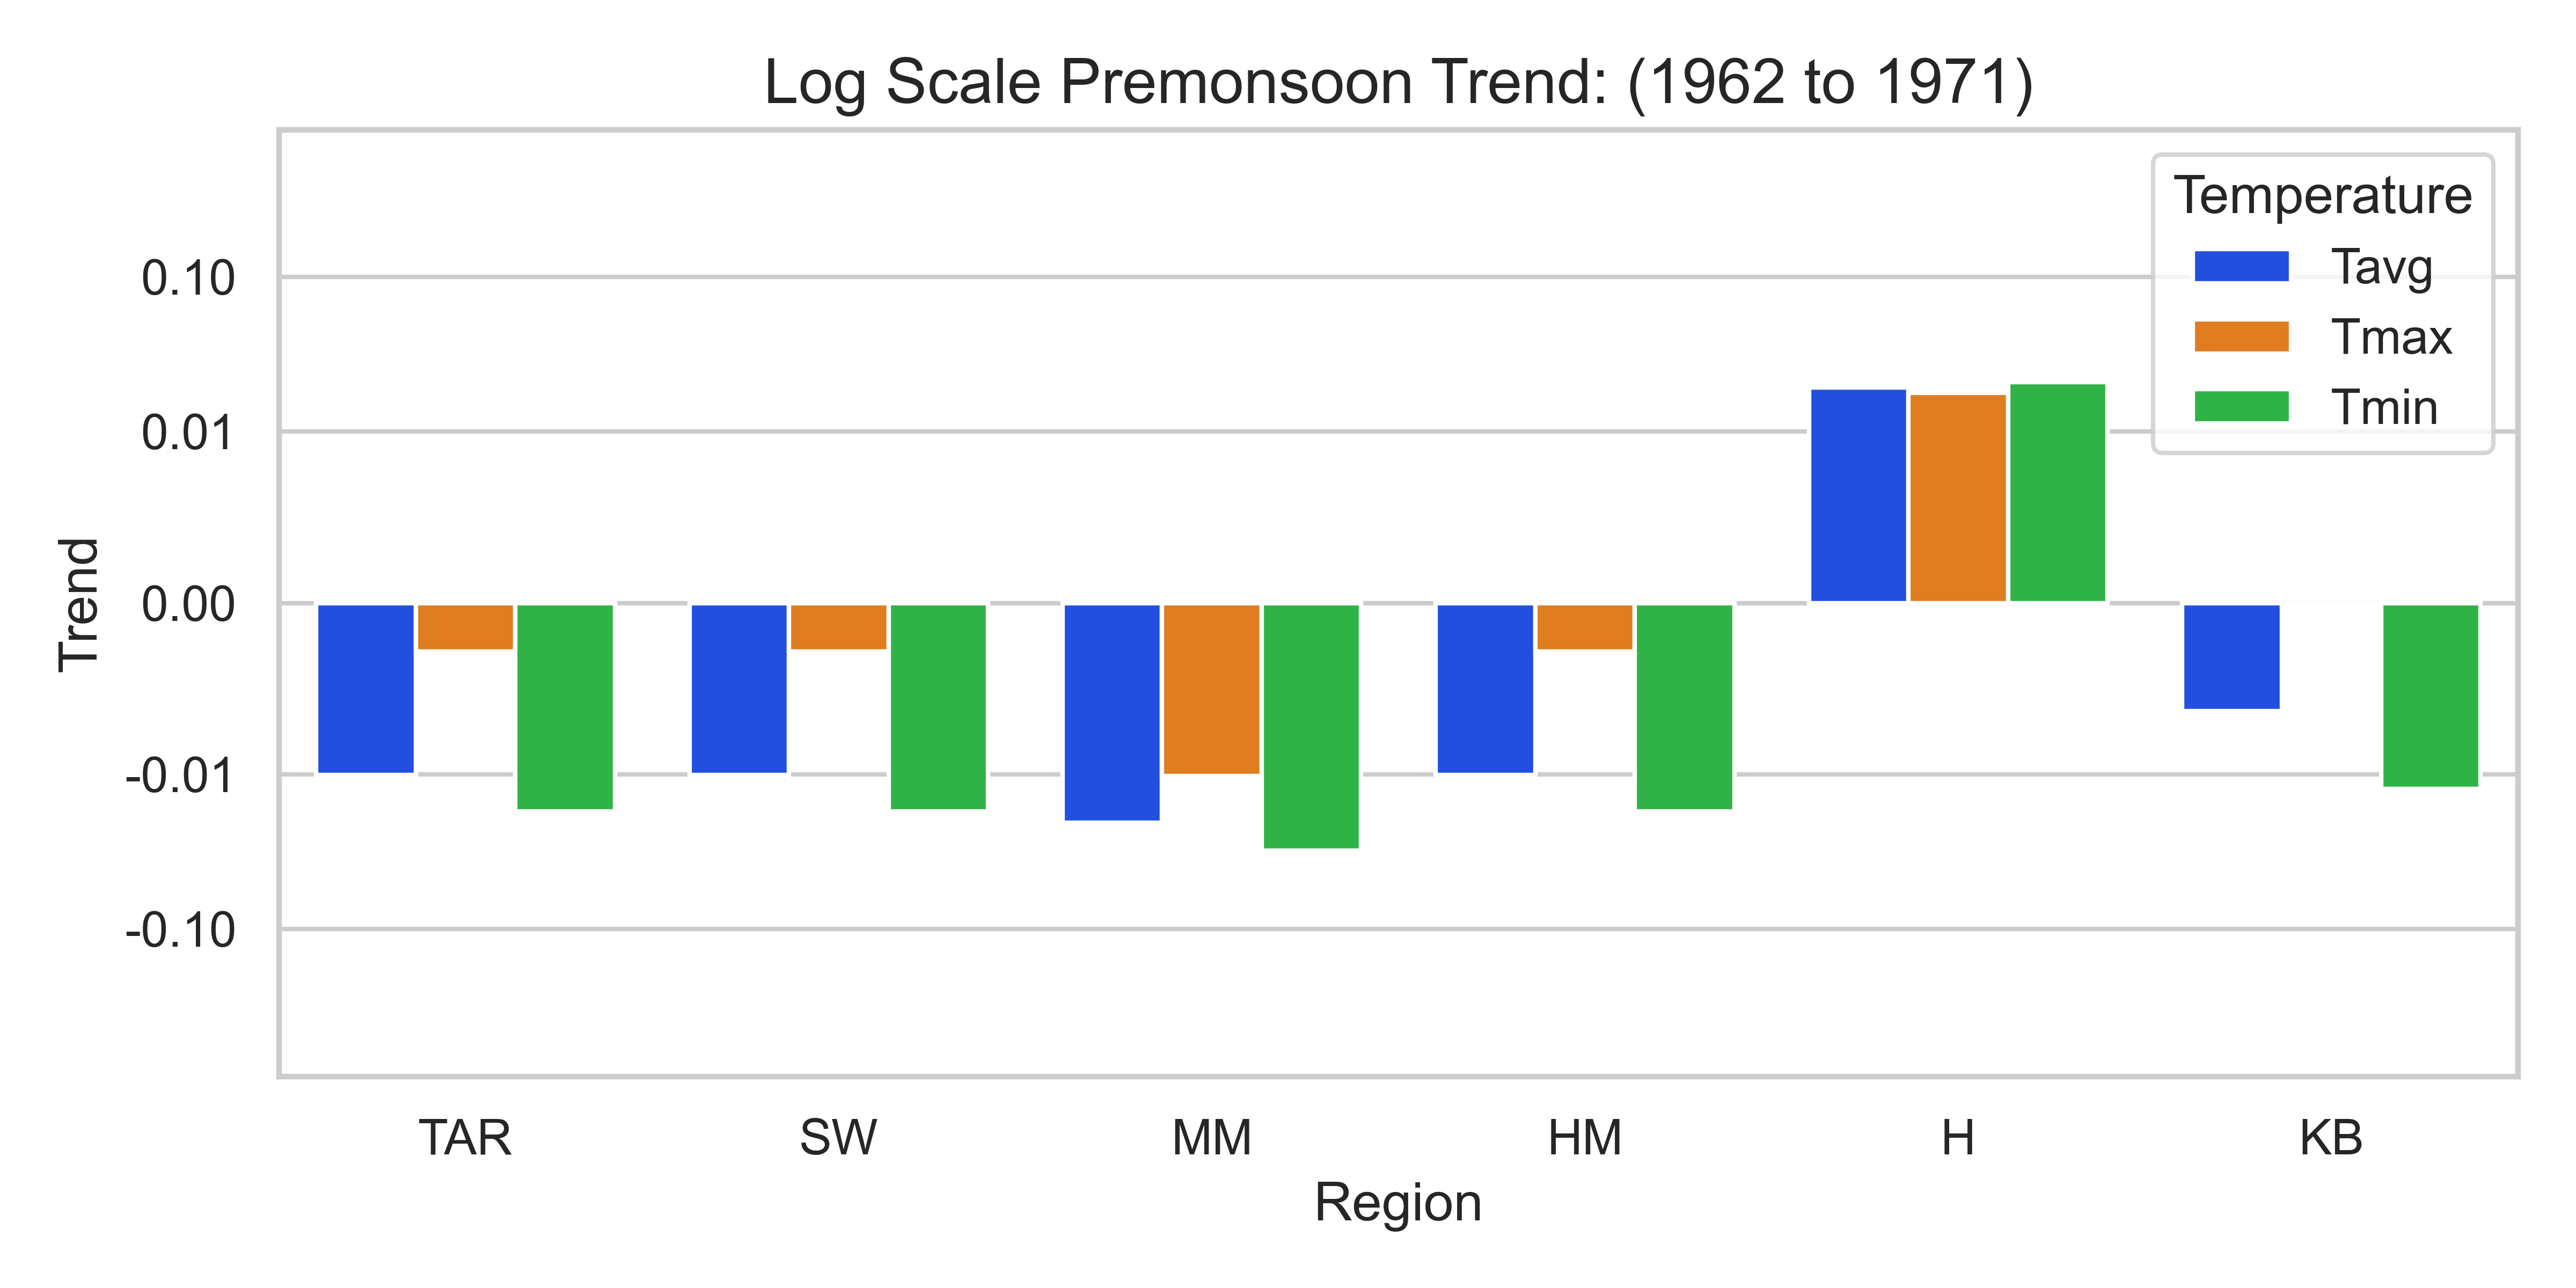 Log Scale Premonsoon Trend: (1962 to 1971)
Temperature
Tavg
Tmax
Tmin
0.10
0.01
0.00
-0.01
-0.10
Trend
TAR SW MM HM H KB
Region